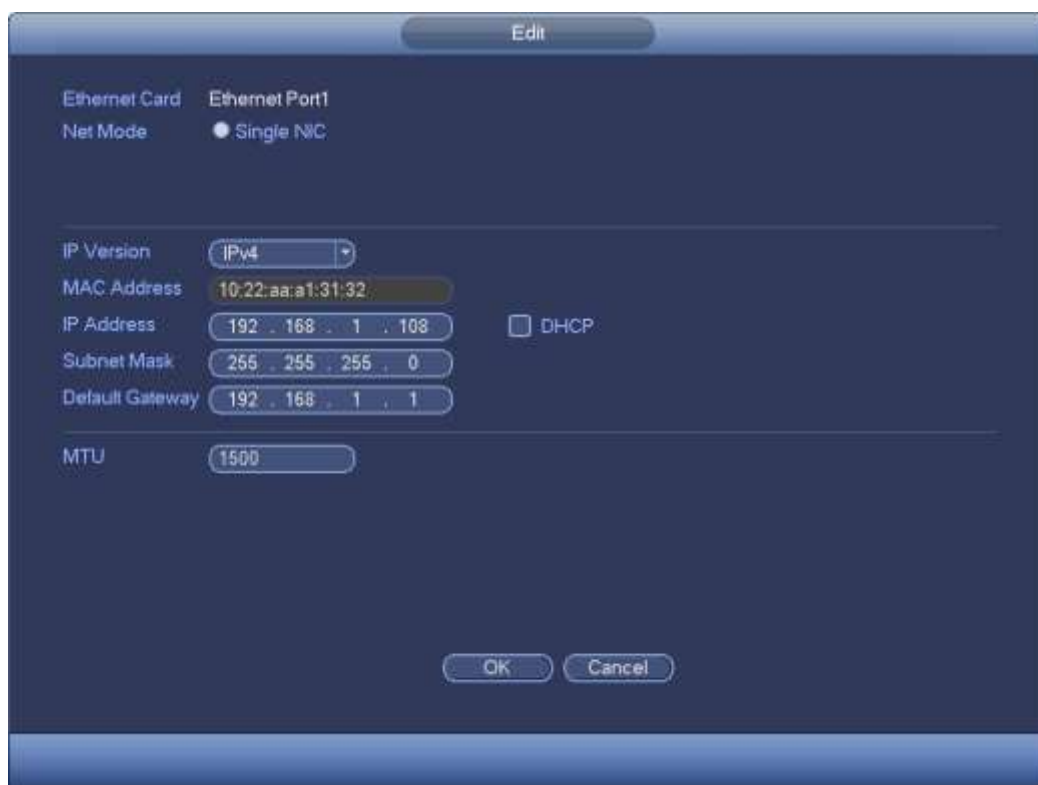 Edit
Ethernet Card Ethernet Port1
Net Mode Single NIC
IP Version IPv4
MAC Address 10:22:aa:a1:31:32
IP Address 192 . 168 . 1 . 108 DHCP
Subnet Mask 255 . 255 . 255 . 0
Default Gateway 192 . 168 . 1 . 1
MTU 1500
OK Cancel